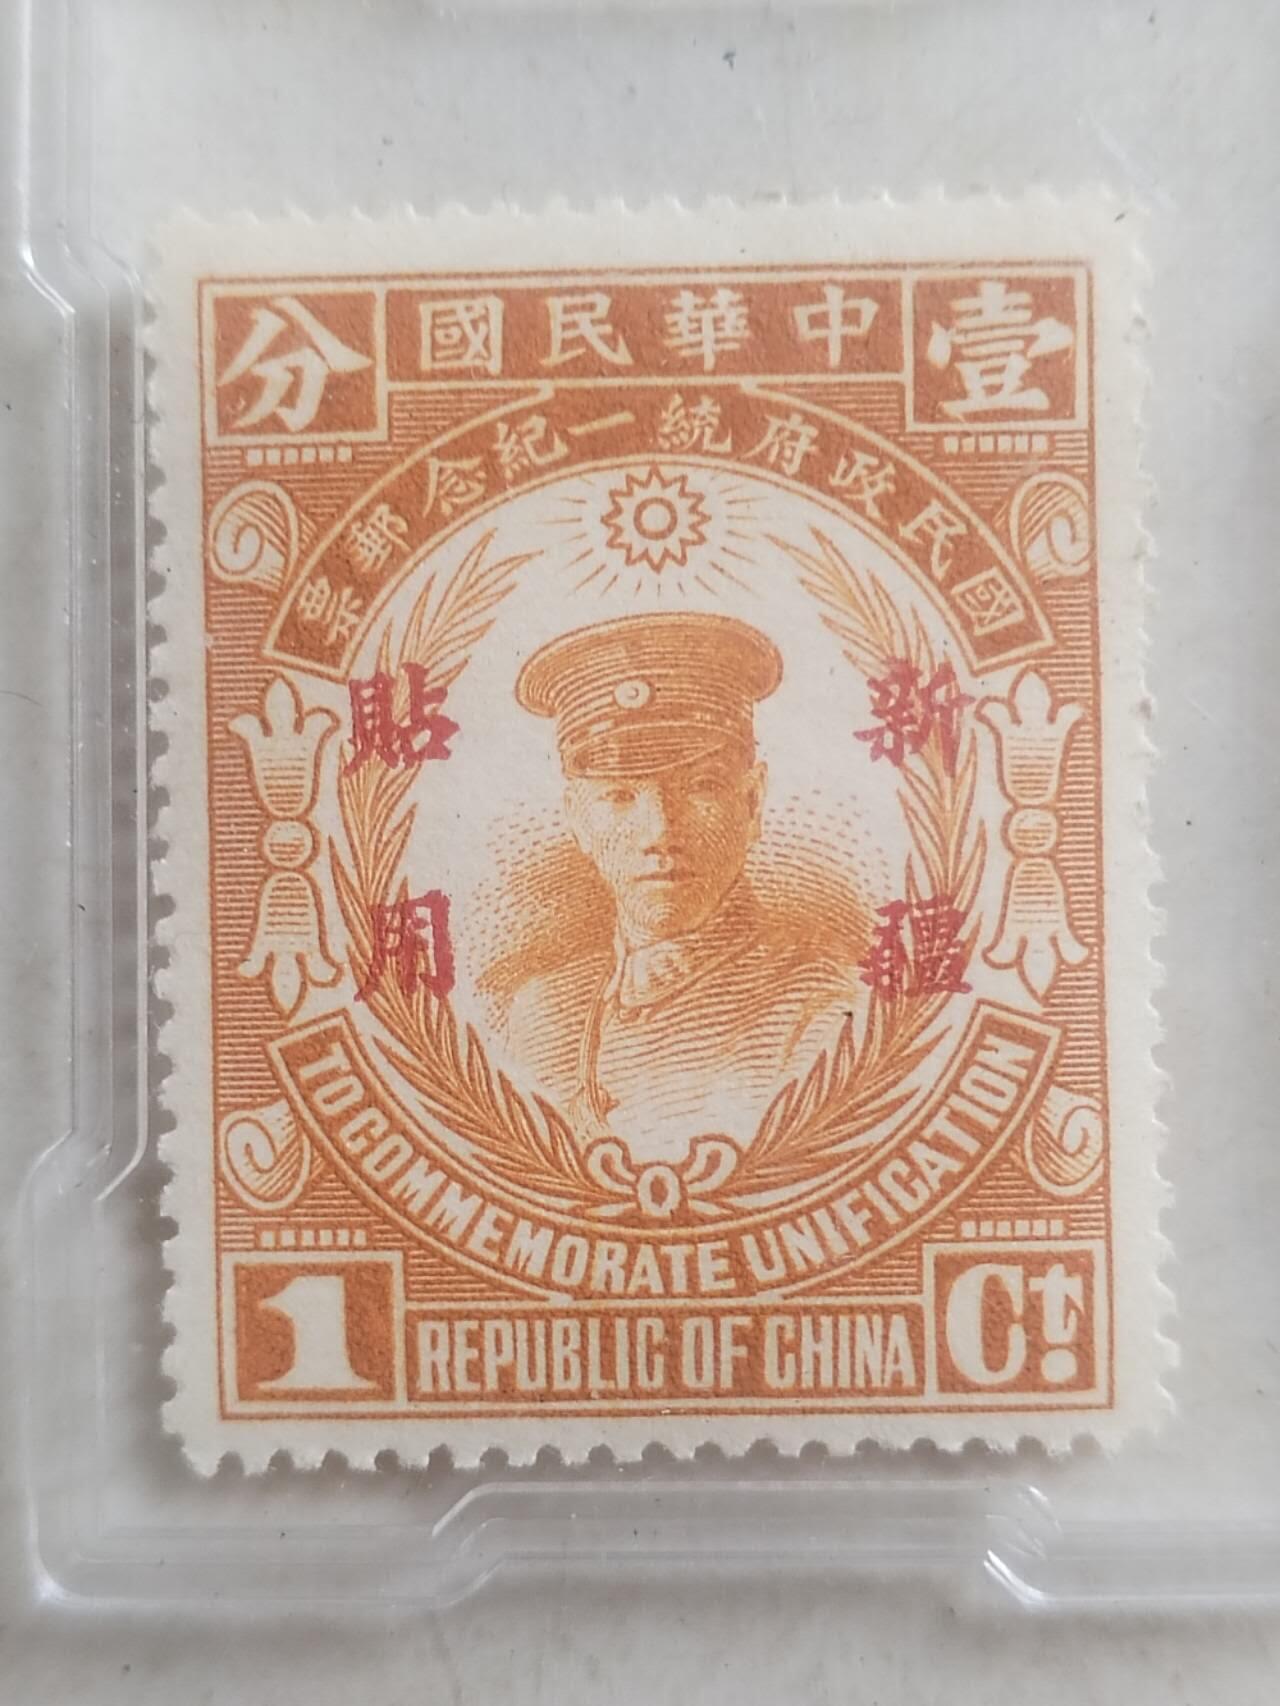 壹 中華民國 分
國民政府統一紀念郵票
新疆
貼用
TO COMMEMORATE UNIFICATION
1 REPUBLIC OF CHINA Ct.